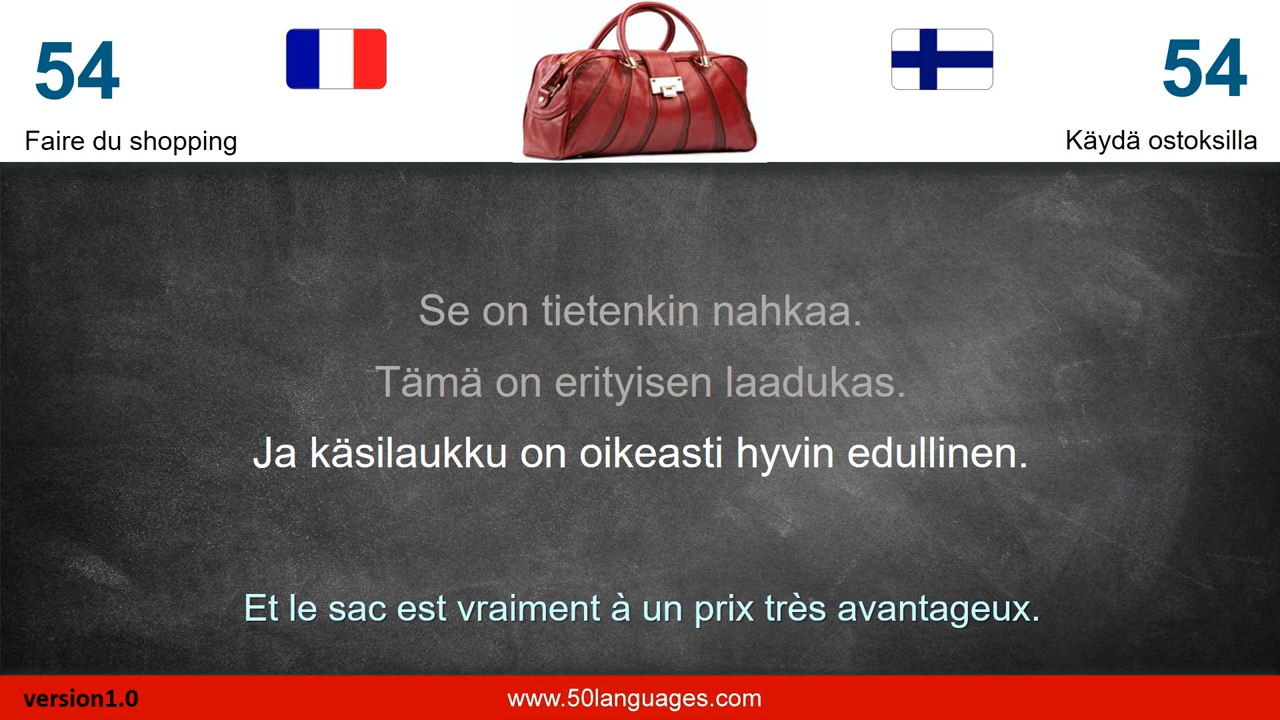 54
54
Faire du shopping
Käydä ostoksilla
Se on tietenkin nahkaa.
Tämä on erityisen laadukas.
Ja käsilaukku on oikeasti hyvin edullinen.
Et le sac est vraiment à un prix très avantageux.
version1.0
www.50languages.com